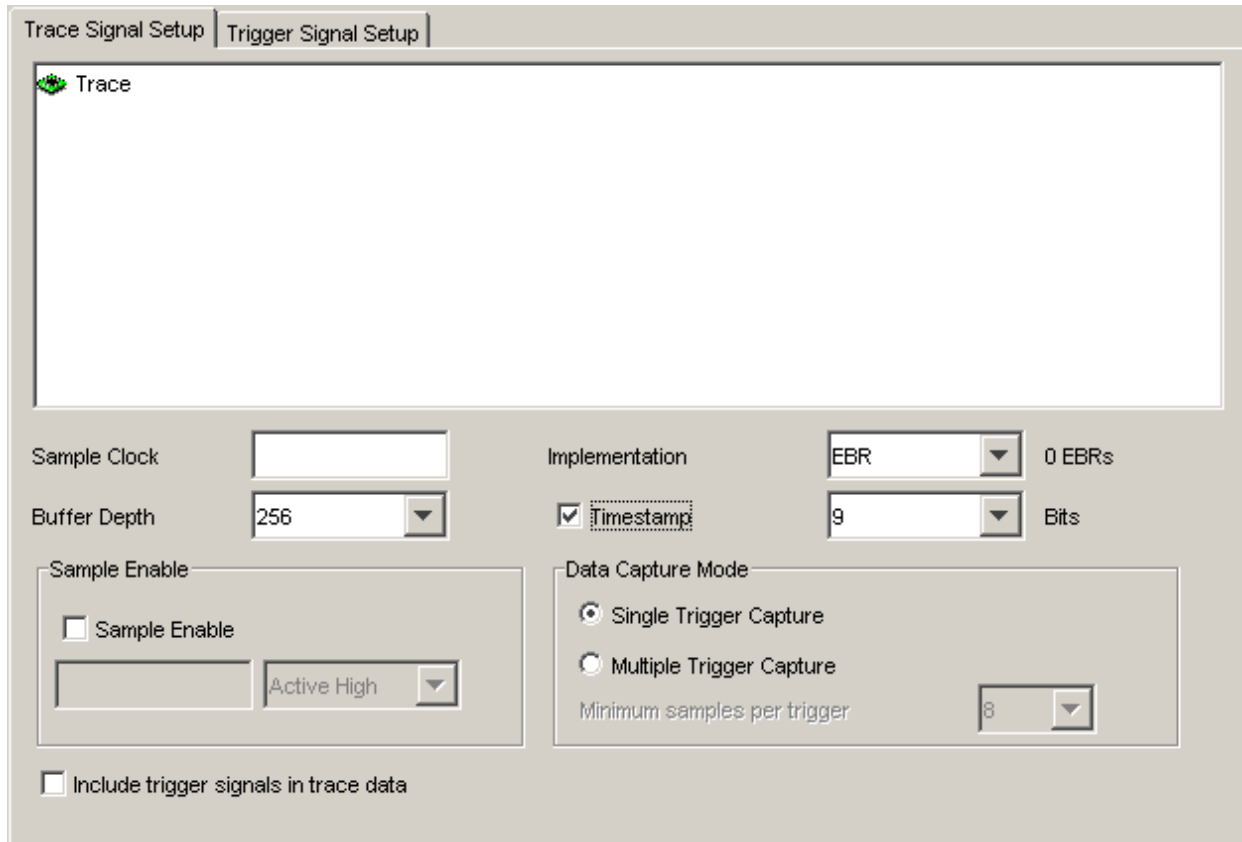 Trace Signal Setup
Trigger Signal Setup
Trace
Sample Clock
Implementation
EBR
0 EBRs
Buffer Depth
256
Timestamp
9
Bits
Sample Enable
Sample Enable
Active High
Data Capture Mode
Single Trigger Capture
Multiple Trigger Capture
Minimum samples per trigger
8
Include trigger signals in trace data